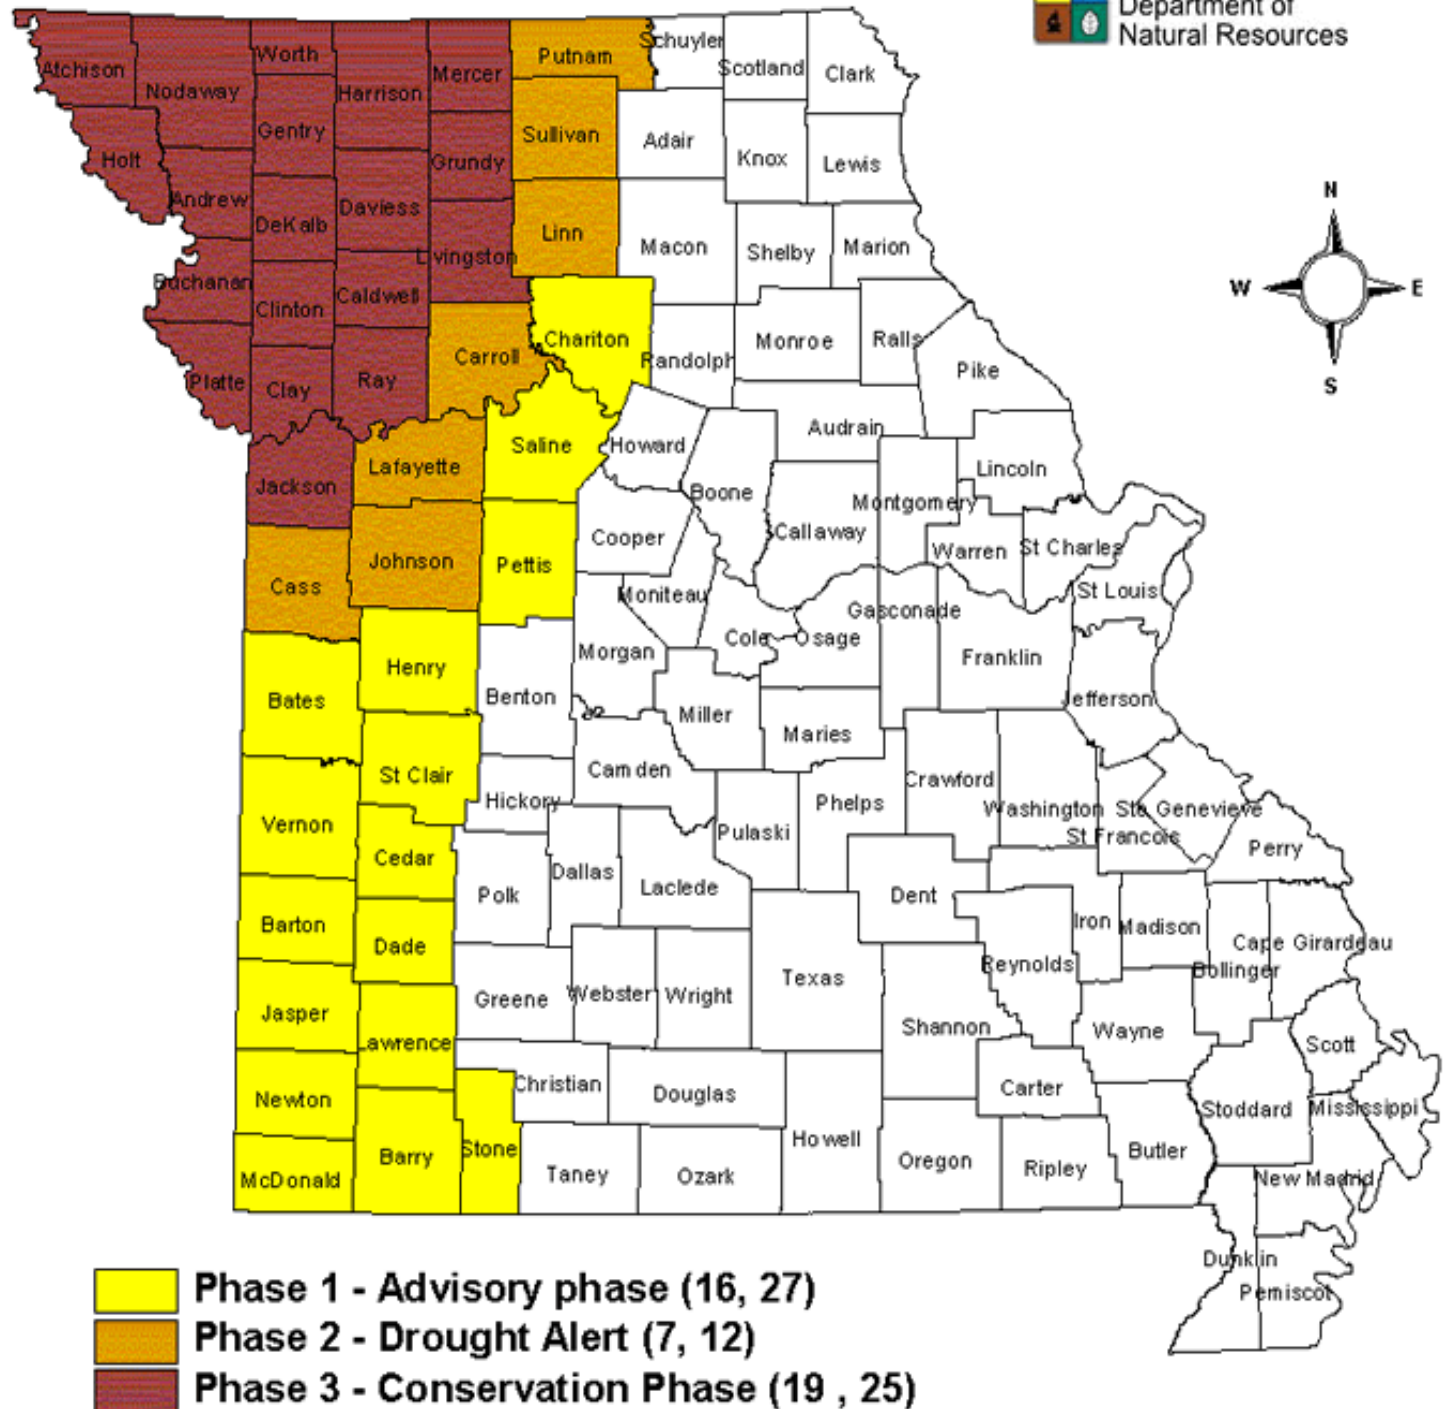 Department of
Natural Resources
Schuyler
Putnam
Worth
Scotland
Clark
Atchison
Mercer
Nodaway
Harrison
Gentry
Sullivan
Adair
Knox
Lewis
Holt
Grundy
Andrew
Daviess
DeKalb
Linn
Macon
Shelby
Marion
Livingston
Buchanan
Caldwell
Clinton
Chariton
Monroe
Ralls
Carroll
Randolph
Pike
Platte
Clay
Ray
Audrain
Saline
Howard
Lafayette
Lincoln
Jackson
Boone
Montgomery
Callaway
Cooper
Warren
St Charles
Johnson
Pettis
Cass
Moniteau
St Louis
Gasconade
Cole
Osage
Morgan
Franklin
Henry
Benton
Bates
Jefferson
Miller
Maries
Camden
St Clair
Crawford
Hickory
Phelps
Washington
Ste Genevieve
Vernon
Pulaski
St Francois
Perry
Cedar
Dallas
Laclede
Polk
Dent
Barton
Iron
Madison
Dade
Cape Girardeau
Bollinger
Reynolds
Texas
Greene
Webster
Wright
Jasper
Shannon
Wayne
Lawrence
Scott
Christian
Carter
Douglas
Newton
Stoddard
Mississippi
Howell
Stone
Barry
Butler
Oregon
Ripley
McDonald
Taney
Ozark
New Madrid
Dunklin
Pemiscot
N
W
E
S
Phase 1 - Advisory phase (16, 27)
Phase 2 - Drought Alert (7, 12)
Phase 3 - Conservation Phase (19 , 25)